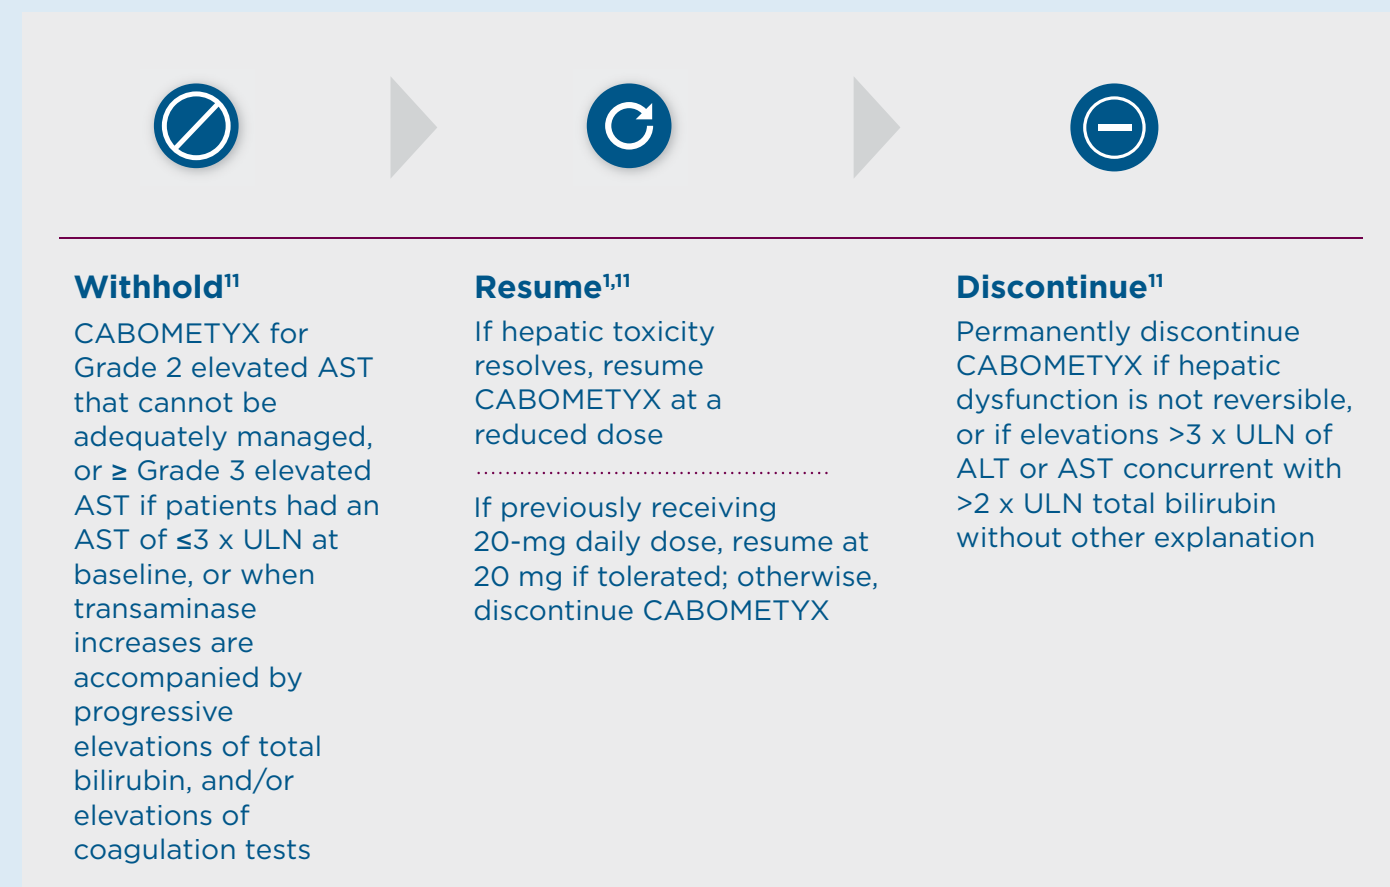 Withhold11
CABOMETYX for
Grade 2 elevated AST
that cannot be
adequately managed,
or ≥ Grade 3 elevated
AST if patients had an
AST of ≤3 x ULN at
baseline, or when
transaminase
increases are
accompanied by
progressive
elevations of total
bilirubin, and/or
elevations of
coagulation tests
Resume1,11
If hepatic toxicity
resolves, resume
CABOMETYX at a
reduced dose
If previously receiving
20-mg daily dose, resume at
20 mg if tolerated; otherwise,
discontinue CABOMETYX
Discontinue11
Permanently discontinue
CABOMETYX if hepatic
dysfunction is not reversible,
or if elevations >3 x ULN of
ALT or AST concurrent with
>2 x ULN total bilirubin
without other explanation